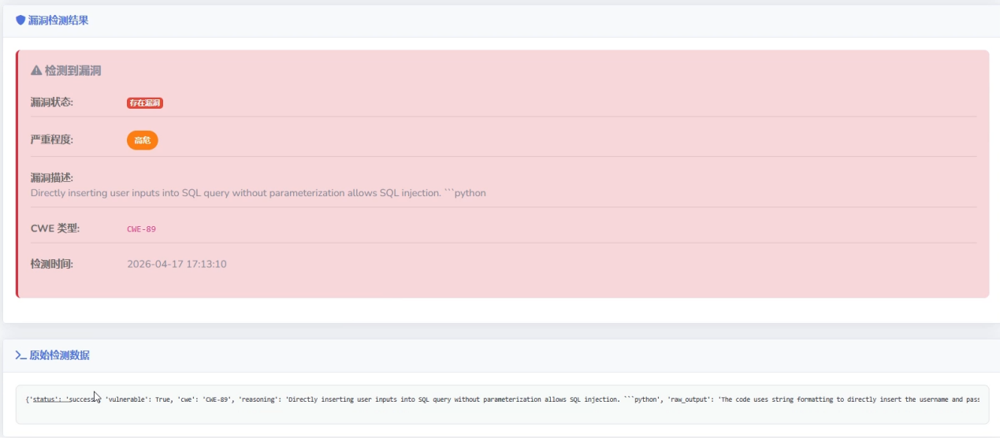 漏洞检测结果
检测到漏洞
漏洞状态: 存在漏洞
严重程度: 高危
漏洞描述:
Directly inserting user inputs into SQL query without parameterization allows SQL injection. ```python
CWE 类型: CWE-89
检测时间: 2026-04-17 17:13:10
原始检测数据
{'status': 'success', 'vulnerable': True, 'cwe': 'CWE-89', 'reasoning': 'Directly inserting user inputs into SQL query without parameterization allows SQL injection. ```python', 'raw_output': 'The code uses string formatting to directly insert the username and pass